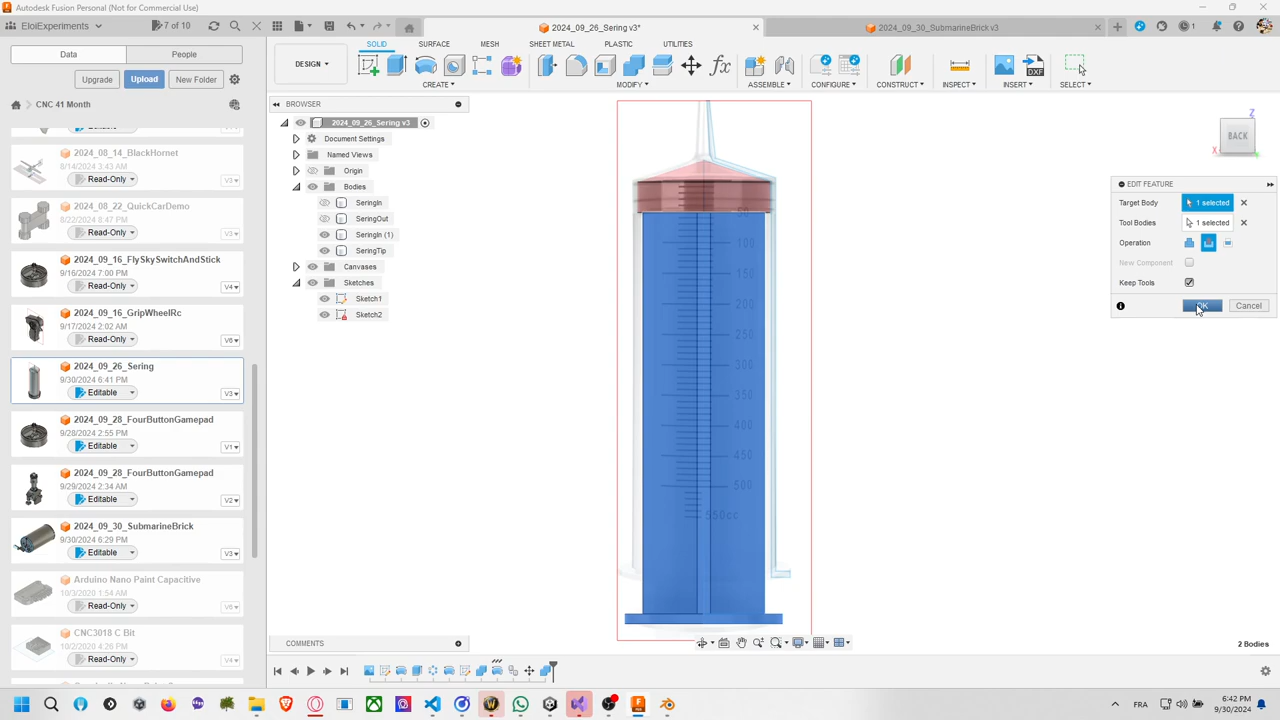 Autodesk Fusion Personal (Not for Commercial Use)
EloiExperiments
7 of 10
2024_09_26_Sering v3*
2024_09_30_SubmarineBrick v3
1
Data
People
Upgrade
Upload
New Folder
CNC 41 Month
Read-Only
2024_08_14_BlackHornet
8/14/2024 3:43 AM
Read-Only
2024_08_22_QuickCarDemo
8/22/2024 8:47 PM
Read-Only
V3
2024_09_16_FlySkySwitchAndStick
9/16/2024 7:00 PM
Read-Only
V4
2024_09_16_GripWheelRc
9/17/2024 2:02 AM
Read-Only
2024_09_26_Sering
9/30/2024 6:41 PM
Editable
V3
2024_09_28_FourButtonGamepad
9/28/2024 2:55 PM
Editable
V1
2024_09_28_FourButtonGamepad
9/29/2024 2:34 AM
Editable
V2
2024_09_30_SubmarineBrick
9/30/2024 6:29 PM
Editable
V3
Arduino Nano Paint Capacitive
10/3/2020 1:54 AM
Read-Only
CNC3018 C Bit
10/2/2020 4:26 PM
Read-Only
V4
SOLID
SURFACE
MESH
SHEET METAL
PLASTIC
UTILITIES
DESIGN
fx
DXF
CREATE
MODIFY
ASSEMBLE
CONFIGURE
CONSTRUCT
INSPECT
INSERT
SELECT
BROWSER
2024_09_26_Sering v3
Document Settings
Named Views
Origin
Bodies
SeringIn
SeringOut
SeringIn (1)
SeringTip
Canvases
Sketches
Sketch1
Sketch2
50
100
150
200
250
300
350
400
450
500
550cc
Z
BACK
X
EDIT FEATURE
Target Body
1 selected
Tool Bodies
1 selected
Operation
New Component
Keep Tools
OK
Cancel
COMMENTS
2 Bodies
FRA
6:42 PM
9/30/2024